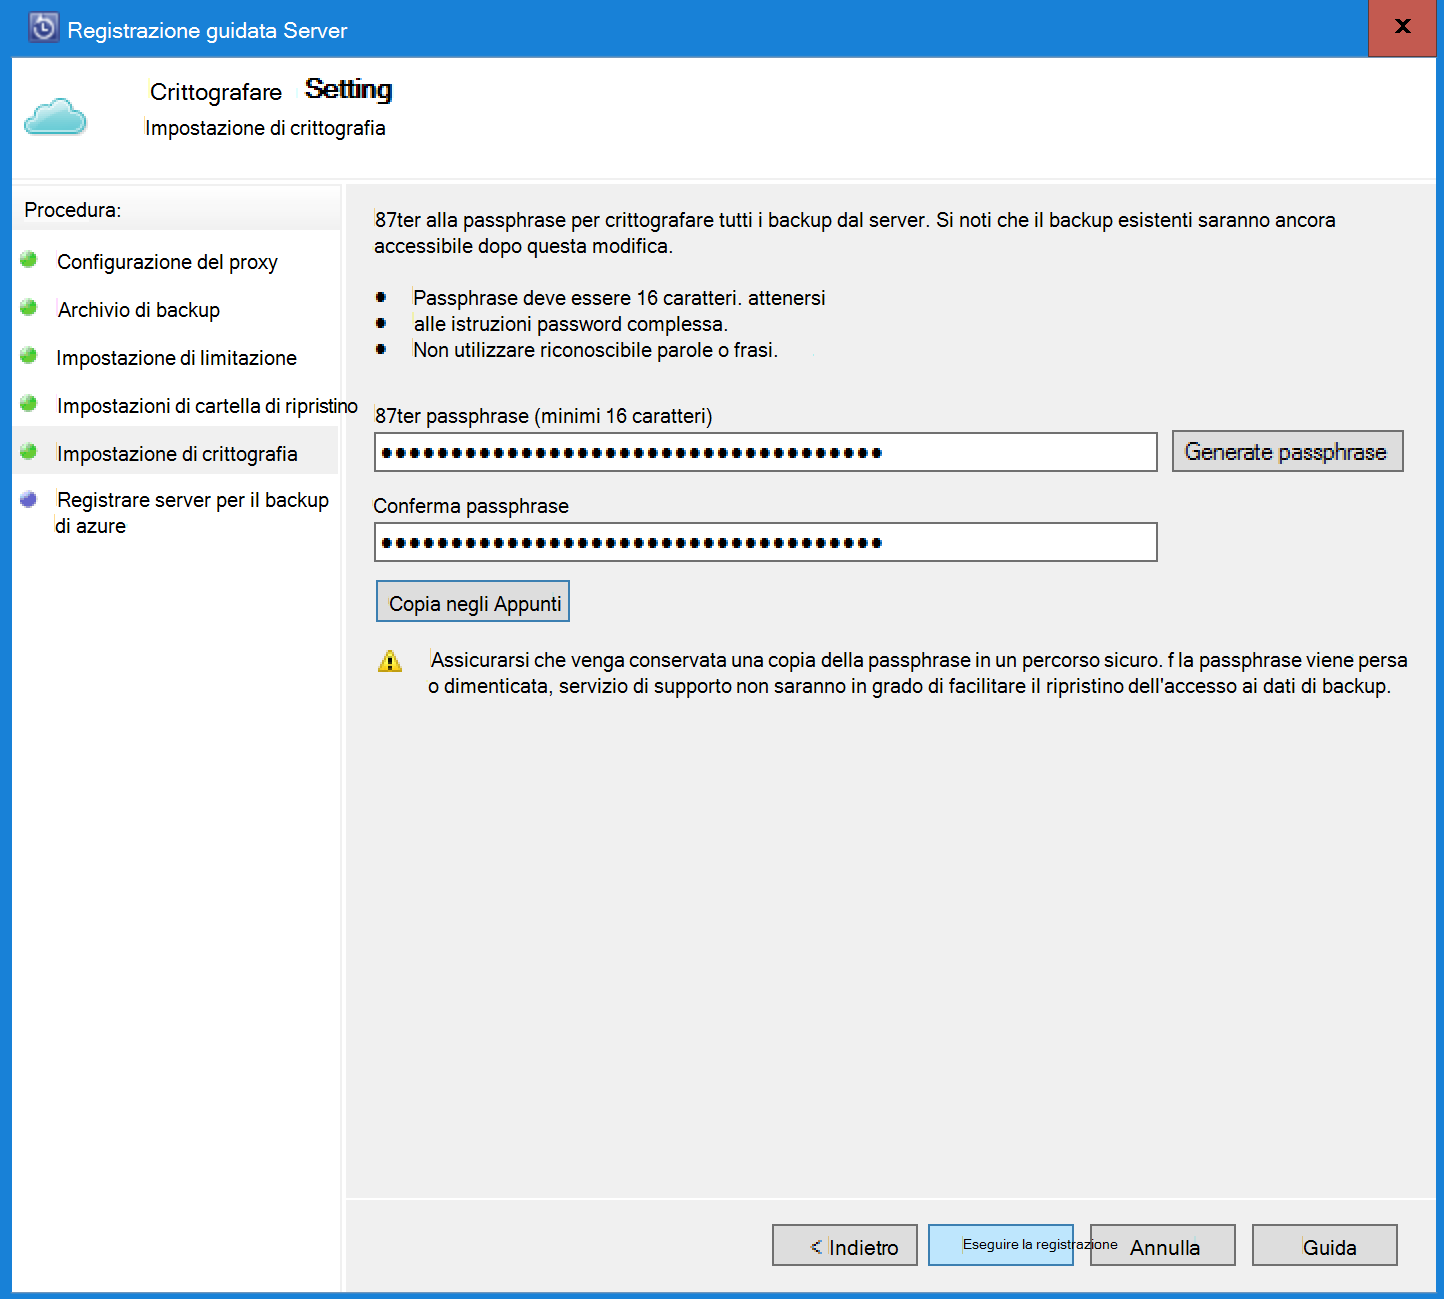 Registrazione guidata Server
x
Crittografare Setting
Impostazione di crittografia
Procedura:
Configurazione del proxy
Archivio di backup
Impostazione di limitazione
Impostazioni di cartella di ripristino
Impostazione di crittografia
Registrare server per il backup
di azure
87ter alla passphrase per crittografare tutti i backup dal server. Si noti che il backup esistenti saranno ancora
accessibile dopo questa modifica.
Passphrase deve essere 16 caratteri. attenersi
alle istruzioni password complessa.
Non utilizzare riconoscibile parole o frasi.
87ter passphrase (minimi 16 caratteri)
Generate passphrase
Conferma passphrase
Copia negli Appunti
Assicurarsi che venga conservata una copia della passphrase in un percorso sicuro. f la passphrase viene persa
o dimenticata, servizio di supporto non saranno in grado di facilitare il ripristino dell'accesso ai dati di backup.
< Indietro
Eseguire la registrazione
Annulla
Guida